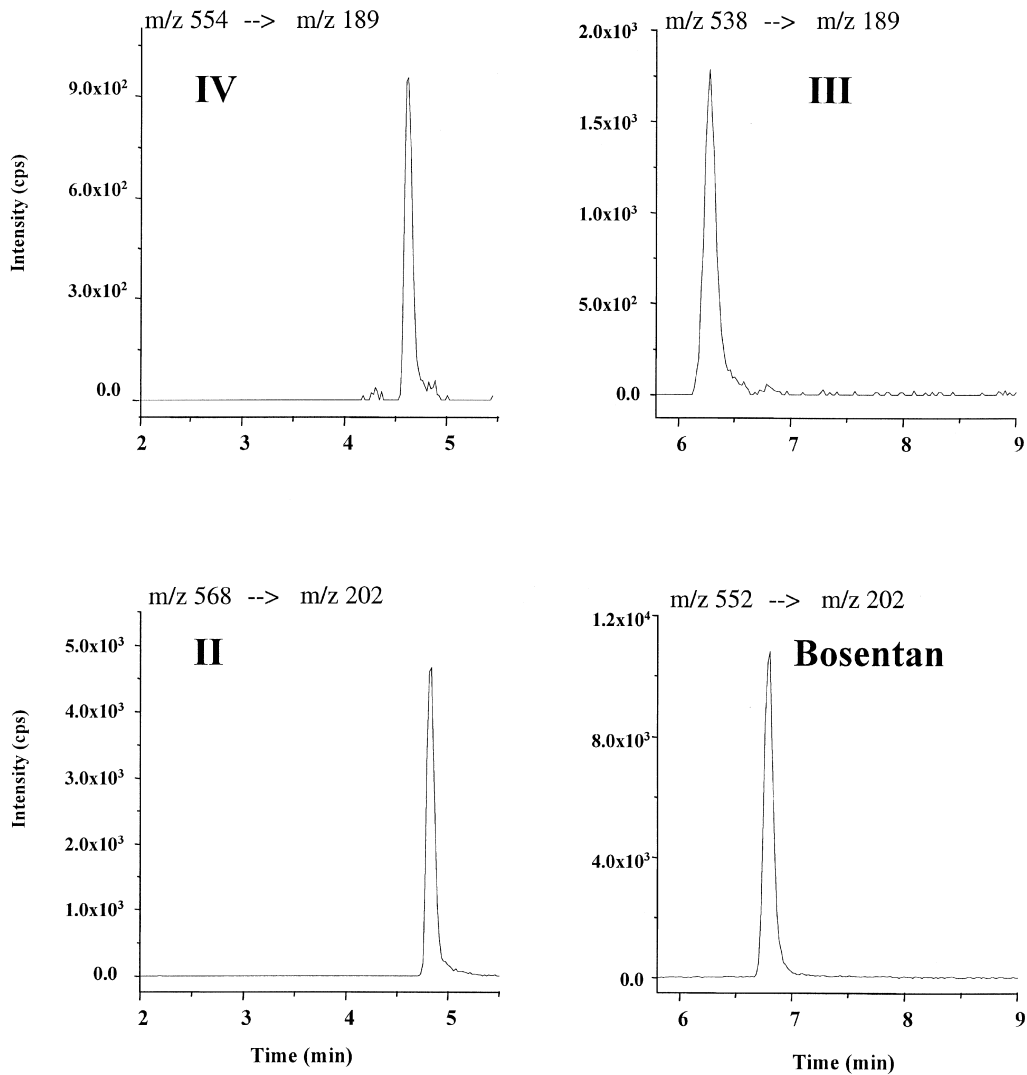 m/z 554 --> m/z 189
IV
Intensity (cps)
9.0x10²
6.0x10²
3.0x10²
0.0
2 3 4 5
m/z 538 --> m/z 189
III
2.0x10³
1.5x10³
1.0x10³
5.0x10²
0.0
6 7 8 9
m/z 568 --> m/z 202
II
Intensity (cps)
5.0x10³
4.0x10³
3.0x10³
2.0x10³
1.0x10³
0.0
2 3 4 5
Time (min)
m/z 552 --> m/z 202
Bosentan
1.2x10⁴
8.0x10³
4.0x10³
0.0
6 7 8 9
Time (min)